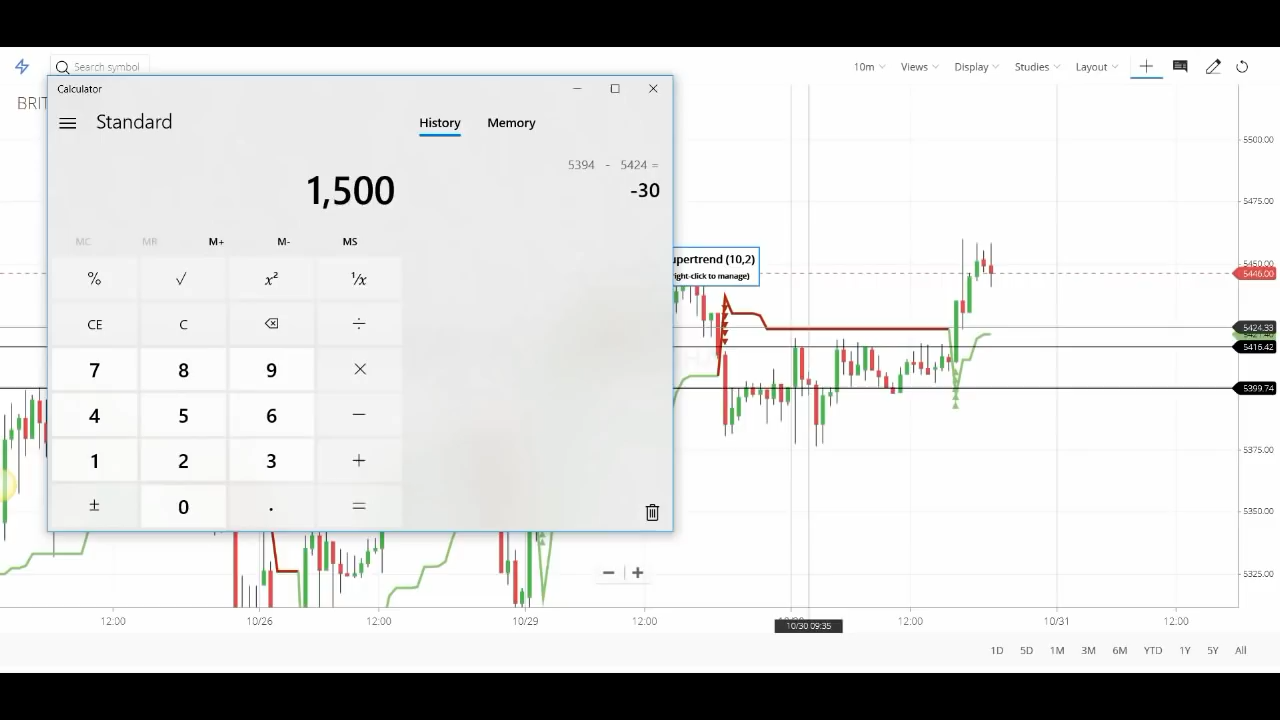 Search symbol
10m
Views
Display
Studies
Layout
BRIT
Calculator
Standard
History
Memory
5394 - 5424 =
-30
1,500
MC
MR
M+
M-
MS
%
√
x²
¹/x
CE
C
÷
7
8
9
×
4
5
6
−
1
2
3
+
±
0
.
=
upertrend (10,2)
ight-click to manage)
5500.00
5475.00
5450.00
5446.00
5424.33
5416.42
5399.74
5375.00
5350.00
5325.00
− +
12:00
10/26
12:00
10/29
12:00
10/30 09:35
12:00
10/31
12:00
1D
5D
1M
3M
6M
YTD
1Y
5Y
All